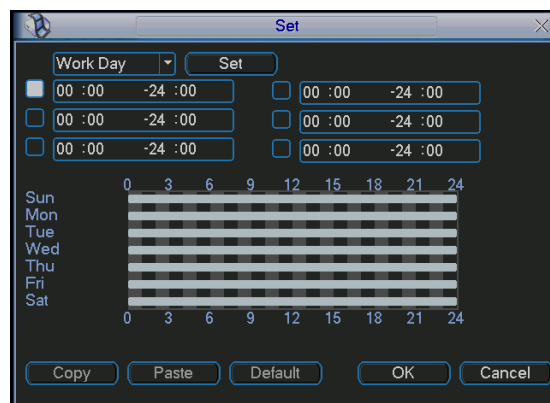 Set
Work Day Set
00 :00 -24 :00 00 :00 -24 :00
00 :00 -24 :00 00 :00 -24 :00
00 :00 -24 :00 00 :00 -24 :00
0 3 6 9 12 15 18 21 24
Sun
Mon
Tue
Wed
Thu
Fri
Sat
0 3 6 9 12 15 18 21 24
Copy Paste Default OK Cancel